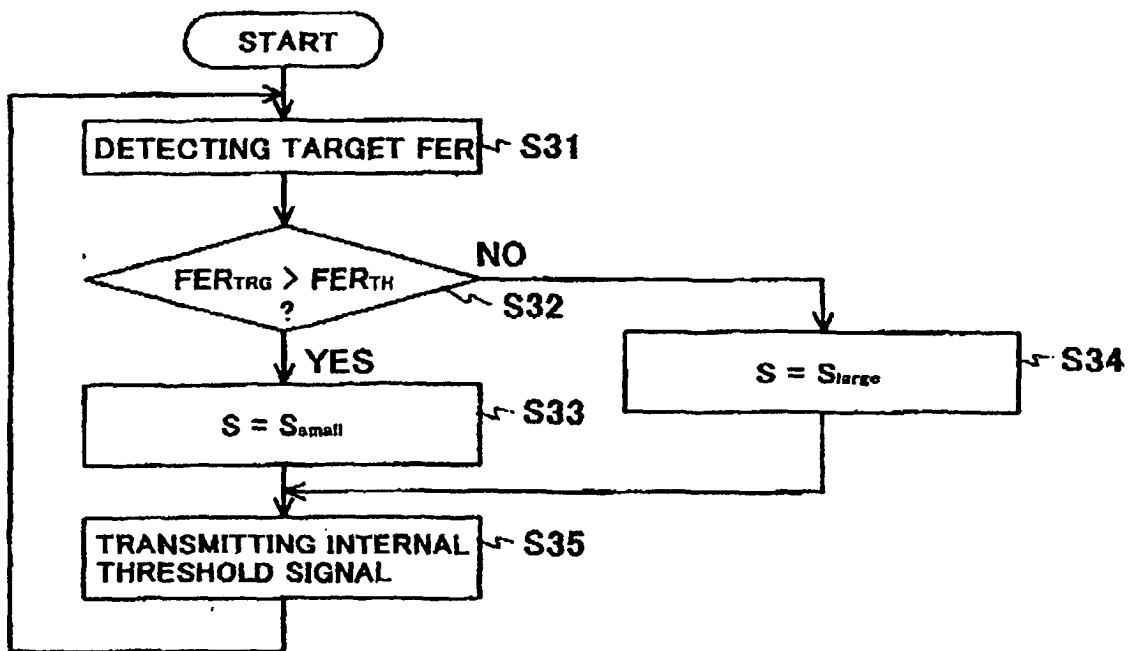 START
DETECTING TARGET FER
S31
FERTRG > FERTH
?
NO
S32
YES
S = Ssmall
S33
S = Slarge
S34
TRANSMITTING INTERNAL
THRESHOLD SIGNAL
S35